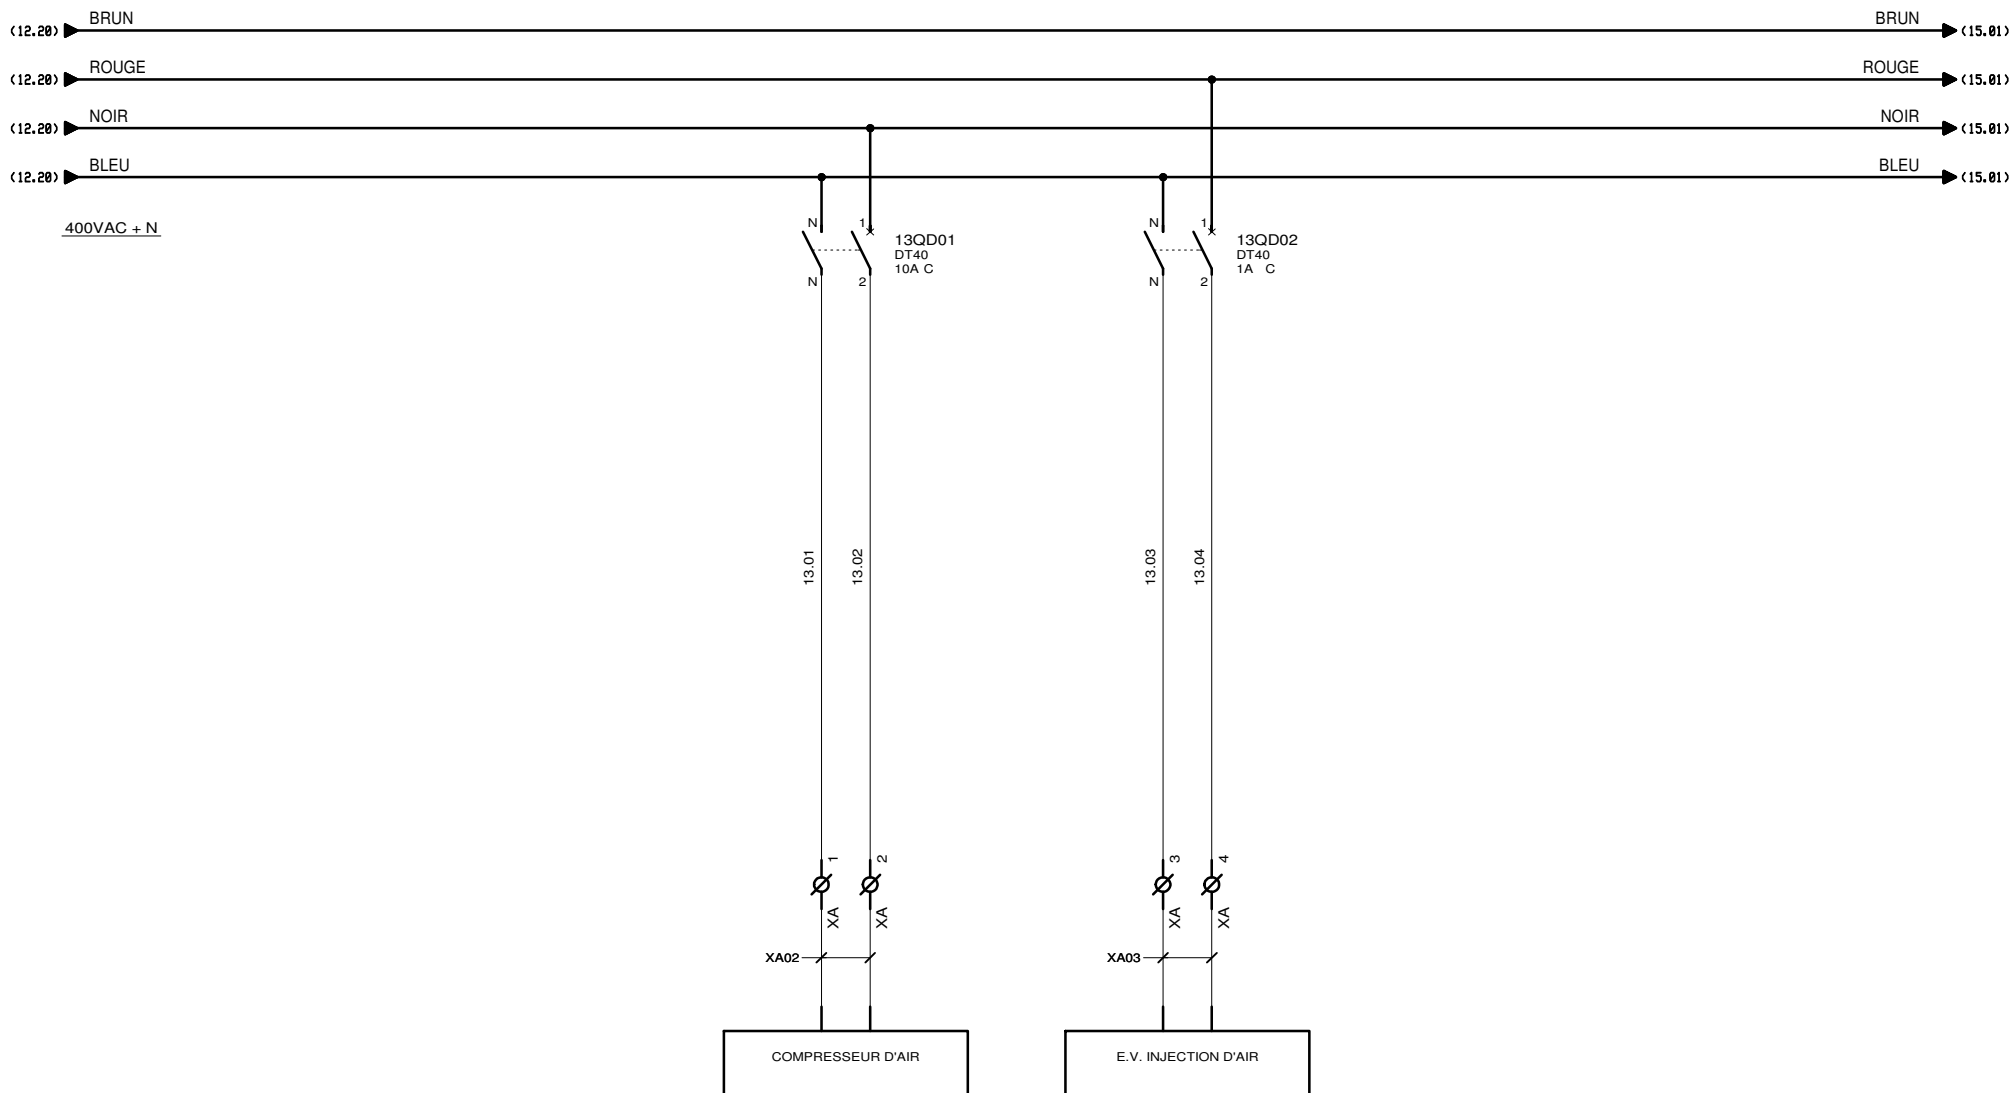 BRUN BRUN
(12.20) (15.01)
ROUGE ROUGE
(12.20) (15.01)
NOIR NOIR
(12.20) (15.01)
BLEU BLEU
(12.20) (15.01)
400VAC + N
N 1 N 1
13QD01 13QD02
DT40 DT40
10A C 1A C
N 2 N 2
13.01 13.02 13.03 13.04
1 2 3 4
XA XA XA XA
XA02 XA03
COMPRESSEUR D'AIR E.V. INJECTION D'AIR